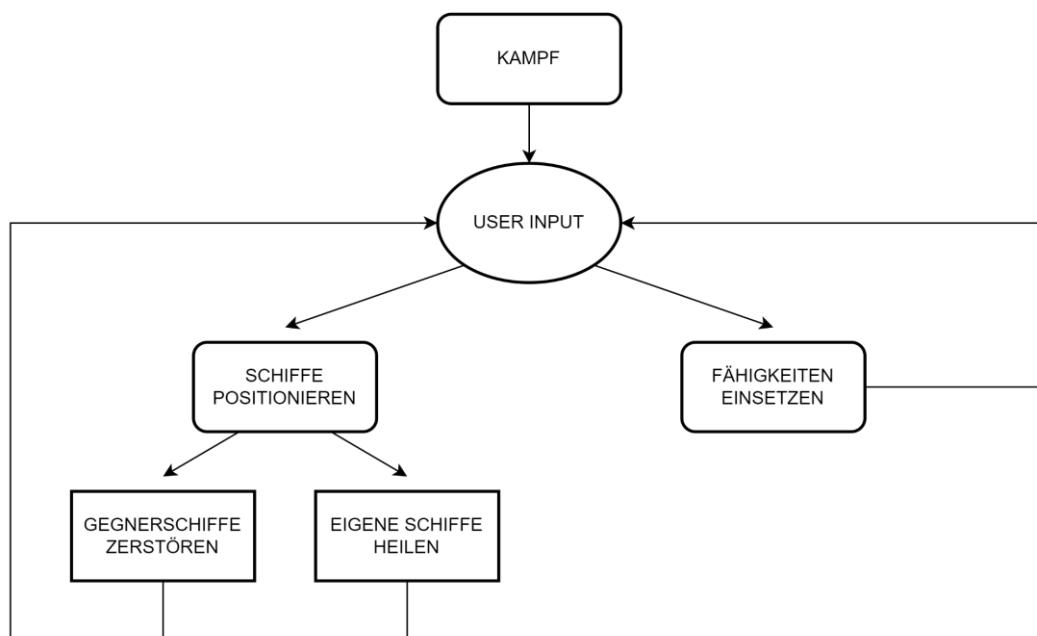 KAMPF
USER INPUT
SCHIFFE
POSITIONIEREN
FÄHIGKEITEN
EINSETZEN
GEGNERSCHIFFE
ZERSTÖREN
EIGENE SCHIFFE
HEILEN